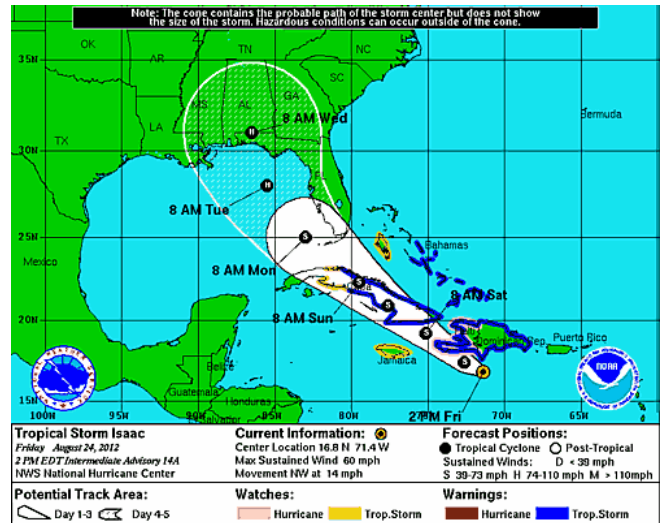 Note: The cone contains the probable path of the storm center but does not show
the size of the storm. Hazardous conditions can occur outside of the cone.
35N
30N
25N
20N
15N
OK
AR
TN
NC
SC
MS
AL
GA
TX
LA
FL
H
8 AM Wed
Bermuda
H
8 AM Tue
S
8 AM Mon
Mexico
Bahamas
S
8 AM Sun
S
S
8 AM Sat
S
Jamaica
Haiti
Dominican Rep.
Puerto Rico
Belize
Guatemala
Honduras
El Salvador
2 PM Fri
NOAA
100W
95W
90W
85W
80W
75W
70W
65W
Tropical Storm Isaac
Friday August 24, 2012
2 PM EDT Intermediate Advisory 14A
NWS National Hurricane Center
Current Information:
Center Location 16.8 N 71.4 W
Max Sustained Wind 60 mph
Movement NW at 14 mph
Forecast Positions:
Tropical Cyclone Post-Tropical
Sustained Winds: D < 39 mph
S 39-73 mph H 74-110 mph M > 110mph
Potential Track Area:
Day 1-3 Day 4-5
Watches:
Hurricane Trop.Storm
Warnings:
Hurricane Trop.Storm